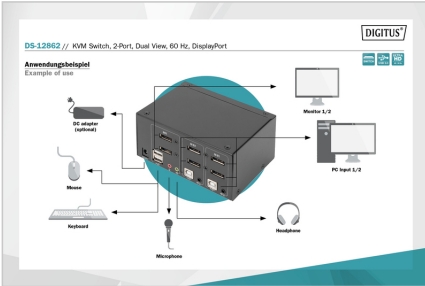 DIGITUS®
DS-12862 // KVM Switch, 2-Port, Dual View, 60 Hz, DisplayPort
Anwendungsbeispiel
Example of use
DC adapter
(optional)
Monitor 1/2
PC Input 1/2
Mouse
Keyboard
Microphone
Headphone